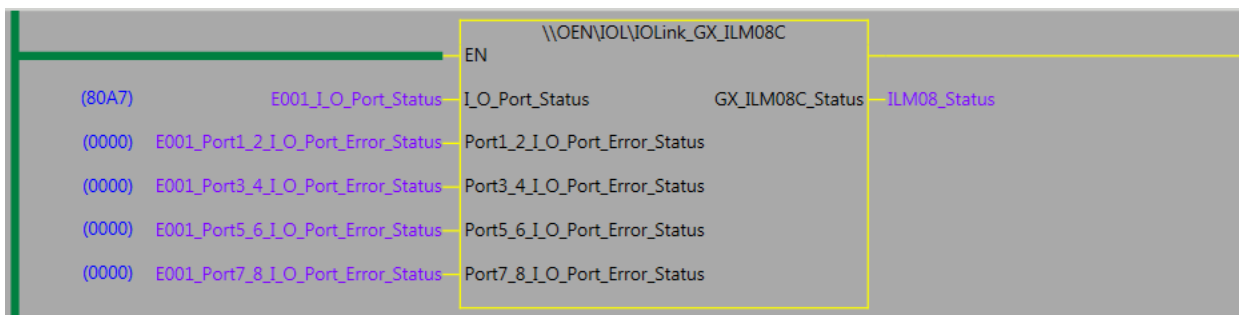 \\OEN\IOL\IOLink_GX_ILM08C
EN
(80A7) E001_I_O_Port_Status I_O_Port_Status GX_ILM08C_Status ILM08_Status
(0000) E001_Port1_2_I_O_Port_Error_Status Port1_2_I_O_Port_Error_Status
(0000) E001_Port3_4_I_O_Port_Error_Status Port3_4_I_O_Port_Error_Status
(0000) E001_Port5_6_I_O_Port_Error_Status Port5_6_I_O_Port_Error_Status
(0000) E001_Port7_8_I_O_Port_Error_Status Port7_8_I_O_Port_Error_Status